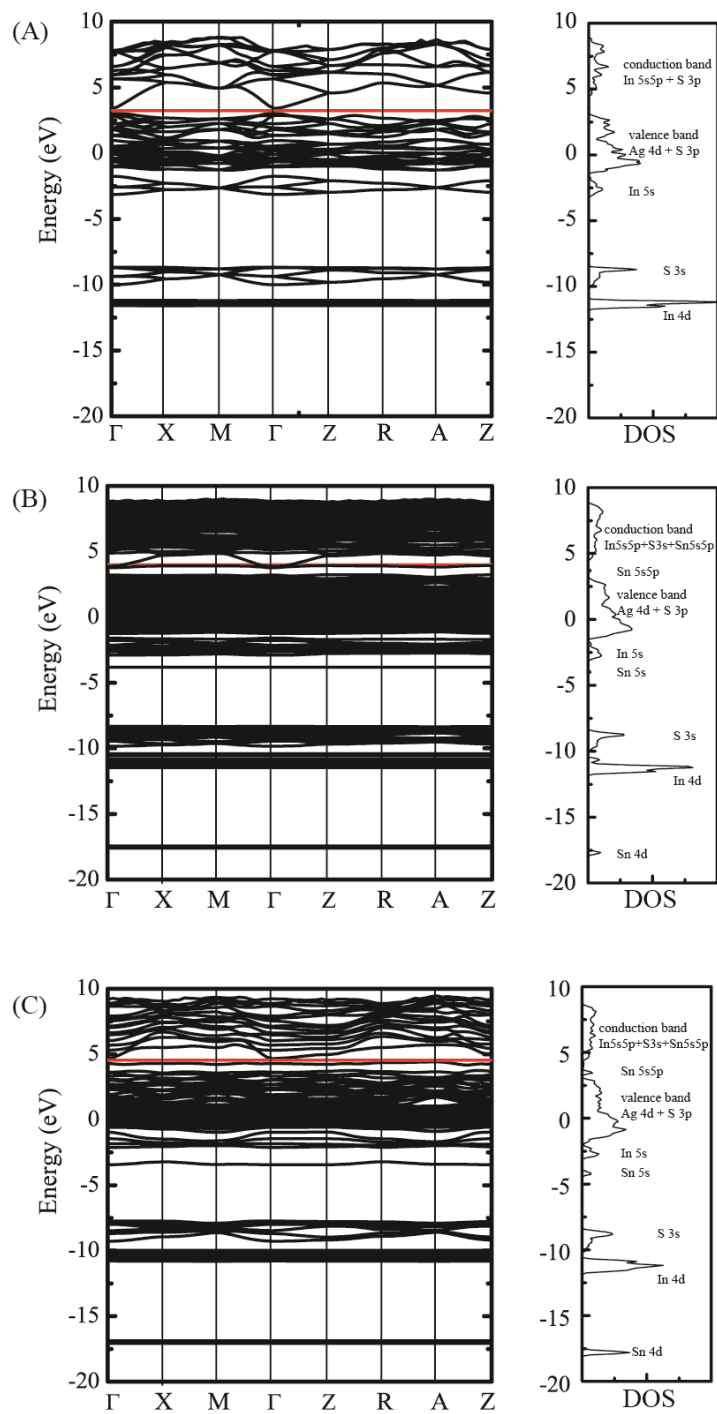 (A)
10
5
0
-5
-10
-15
-20
Energy (eV)
Γ X M Γ Z R A Z
10
5
0
-5
-10
-15
-20
conduction band
In 5s5p + S 3p
valence band
Ag 4d + S 3p
In 5s
S 3s
In 4d
DOS
(B)
10
5
0
-5
-10
-15
-20
Energy (eV)
Γ X M Γ Z R A Z
10
5
0
-5
-10
-15
-20
conduction band
In5s5p+S3s+Sn5s5p
Sn 5s5p
valence band
Ag 4d + S 3p
In 5s
Sn 5s
S 3s
In 4d
Sn 4d
DOS
(C)
10
5
0
-5
-10
-15
-20
Energy (eV)
Γ X M Γ Z R A Z
10
5
0
-5
-10
-15
-20
conduction band
In5s5p+S3s+Sn5s5p
Sn 5s5p
valence band
Ag 4d + S 3p
In 5s
Sn 5s
S 3s
In 4d
Sn 4d
DOS